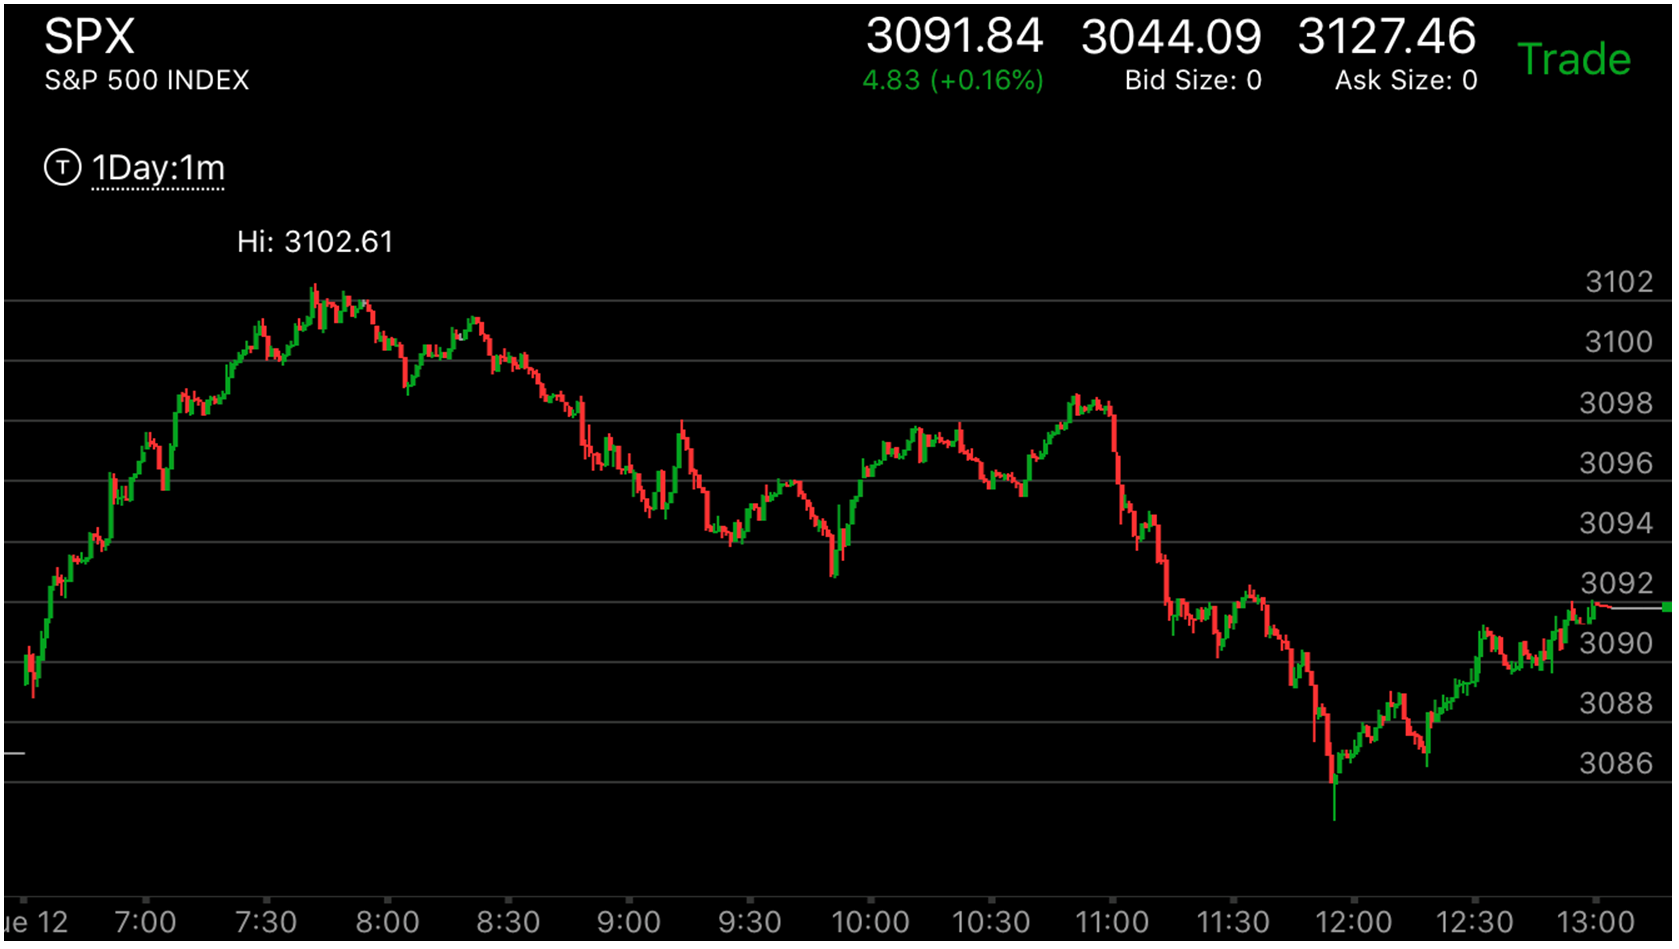 SPX
3091.84
3044.09
3127.46
Trade
S&P 500 INDEX
4.83 (+0.16%)
Bid Size: 0
Ask Size: 0
T
1Day:1m
Hi: 3102.61
3102
3100
3098
3096
3094
3092
3090
3088
3086
ue 12
7:00
7:30
8:00
8:30
9:00
9:30
10:00
10:30
11:00
11:30
12:00
12:30
13:00